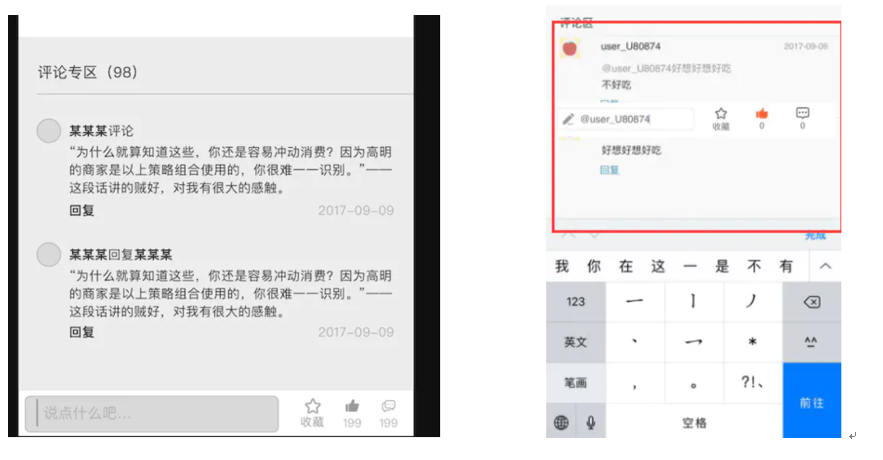 评论专区（98）
某某某评论
“为什么就算知道这些，你还是容易冲动消费？因为高明
的商家是以上策略组合使用的，你很难一一识别。”——
这段话讲的贼好，对我有很大的感触。
回复 2017-09-09
某某某回复某某某
“为什么就算知道这些，你还是容易冲动消费？因为高明
的商家是以上策略组合使用的，你很难一一识别。”——
这段话讲的贼好，对我有很大的感触。
回复 2017-09-09
说点什么吧...
收藏 199 199
评论区
user_U80874 2017-09-06
@user_U80874好想好想好吃
不好吃
回复
@user_U80874
收藏 0 0
好想好想好吃
回复
完成
我 你 在 这 一 是 不 有
123 一 丨 丿
英文 丶 乛 * ^^
笔画 ， 。 ?!、 前往
空格